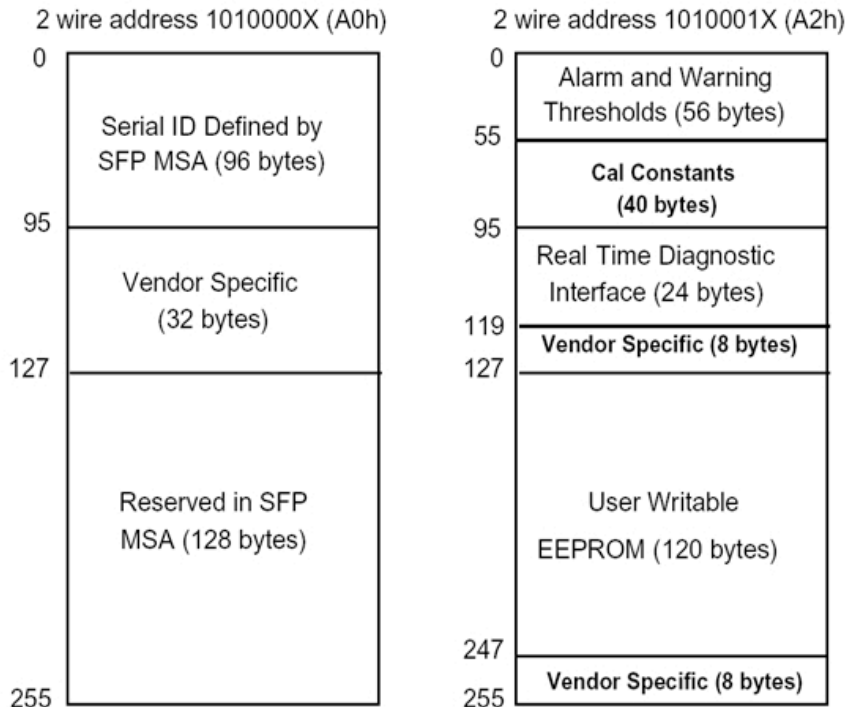 2 wire address 1010000X (A0h)
0
Serial ID Defined by
SFP MSA (96 bytes)
95
Vendor Specific
(32 bytes)
127
Reserved in SFP
MSA (128 bytes)
255
2 wire address 1010001X (A2h)
0
Alarm and Warning
Thresholds (56 bytes)
55
Cal Constants
(40 bytes)
95
Real Time Diagnostic
Interface (24 bytes)
119
Vendor Specific (8 bytes)
127
User Writable
EEPROM (120 bytes)
247
Vendor Specific (8 bytes)
255